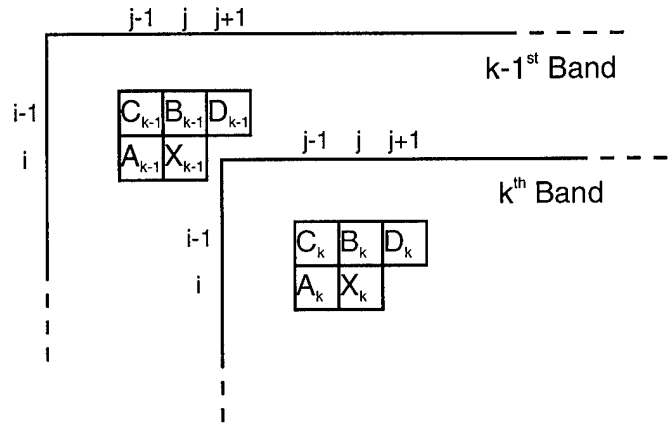 j-1 j j+1
k-1st Band
i-1 Ck-1 Bk-1 Dk-1
i Ak-1 Xk-1
j-1 j j+1
kth Band
i-1 Ck Bk Dk
i Ak Xk